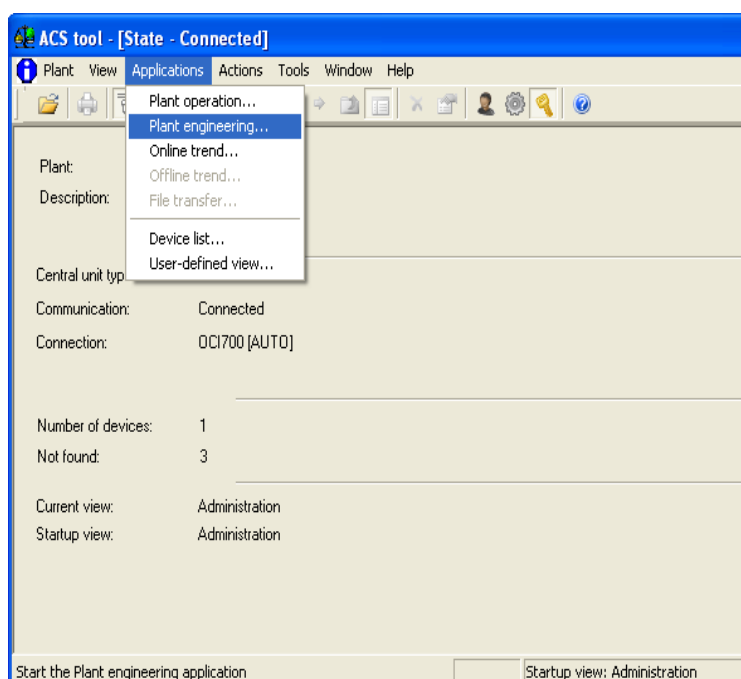 ACS tool - [State - Connected]
Plant View Applications Actions Tools Window Help
Plant operation...
Plant engineering...
Online trend...
Offline trend...
File transfer...
Device list...
User-defined view...
Plant:
Description:
Central unit typ
Communication: Connected
Connection: OCI700 [AUTO]
Number of devices: 1
Not found: 3
Current view: Administration
Startup view: Administration
Start the Plant engineering application Startup view: Administration